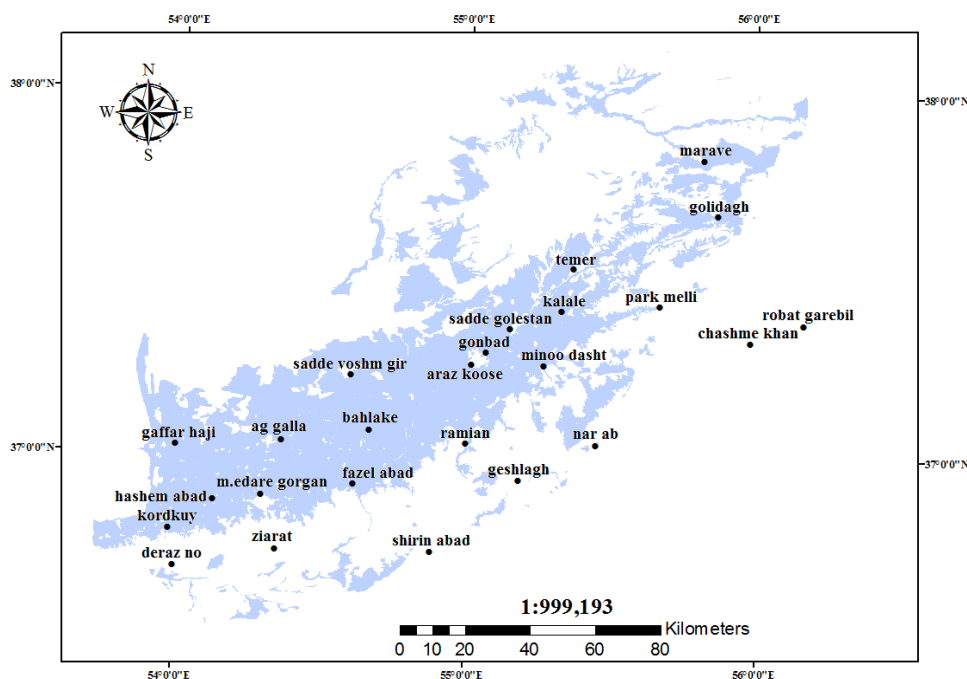 54°0'0"E 55°0'0"E 56°0'0"E
38°0'0"N
38°0'0"N
N
W E
S
marave
golidagh
temer
kalale
park melli
sadde golestan
robat garebil
chashme khan
gonbad
minoo dasht
sadde voshm gir
araz koose
bahlake
gaffar haji
ag galla
ramian
nar ab
37°0'0"N
37°0'0"N
geshlagh
fazel abad
m.edare gorgan
hashem abad
kordkuy
ziarat
shirin abad
deraz no
1:999,193
Kilometers
0 10 20 40 60 80
54°0'0"E 55°0'0"E 56°0'0"E